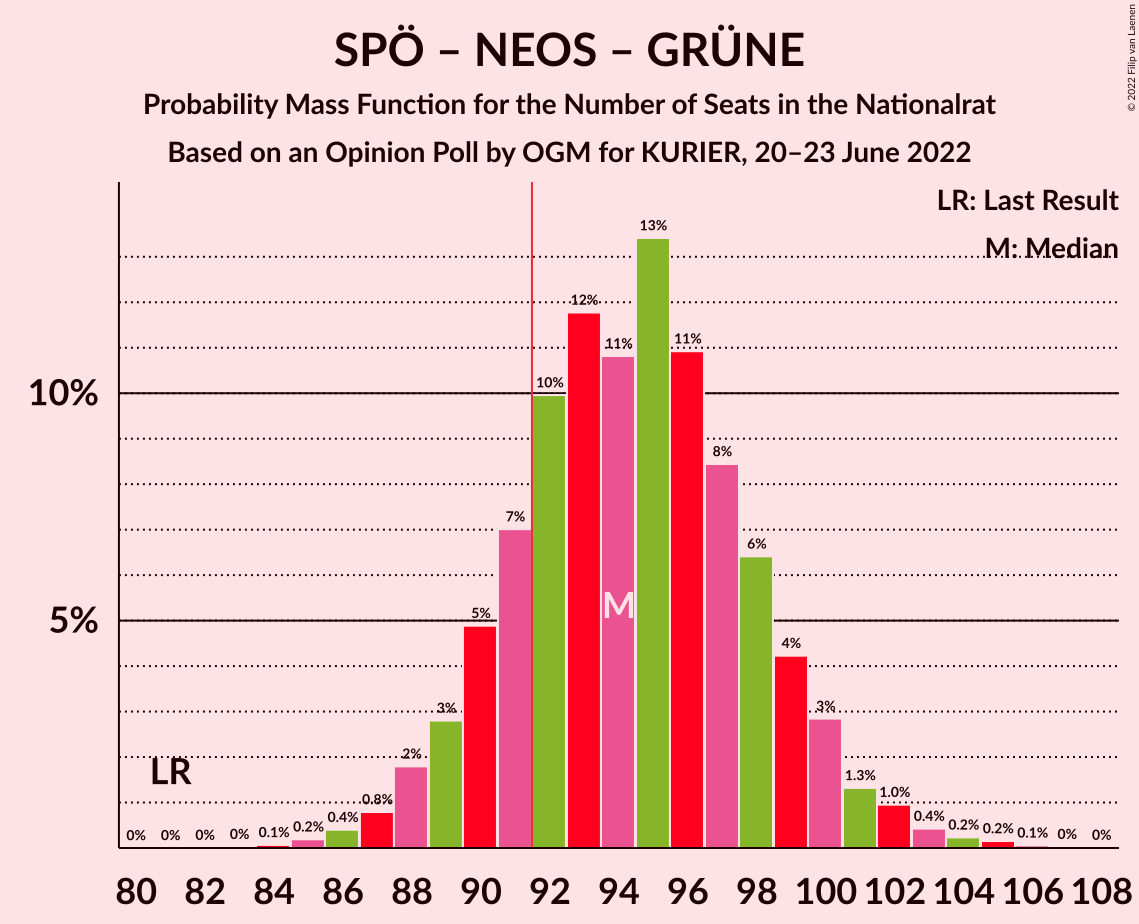 SPÖ – NEOS – GRÜNE
Probability Mass Function for the Number of Seats in the Nationalrat
Based on an Opinion Poll by OGM for KURIER, 20–23 June 2022
© 2022 Filip van Laenen
LR: Last Result
M: Median
13%
12%
11%
11%
10%
10%
8%
7%
6%
5%
5%
M
4%
3%
3%
2%
LR
1.3%
1.0%
0.8%
0.4%
0.4%
0% 0% 0% 0% 0.1% 0.2% 0.2% 0.2% 0.1% 0% 0%
80 82 84 86 88 90 92 94 96 98 100 102 104 106 108